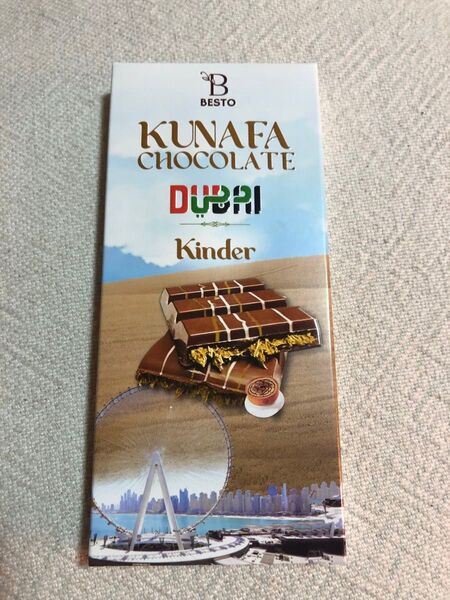 B
BESTO
KUNAFA
CHOCOLATE
DUBAI
Kinder